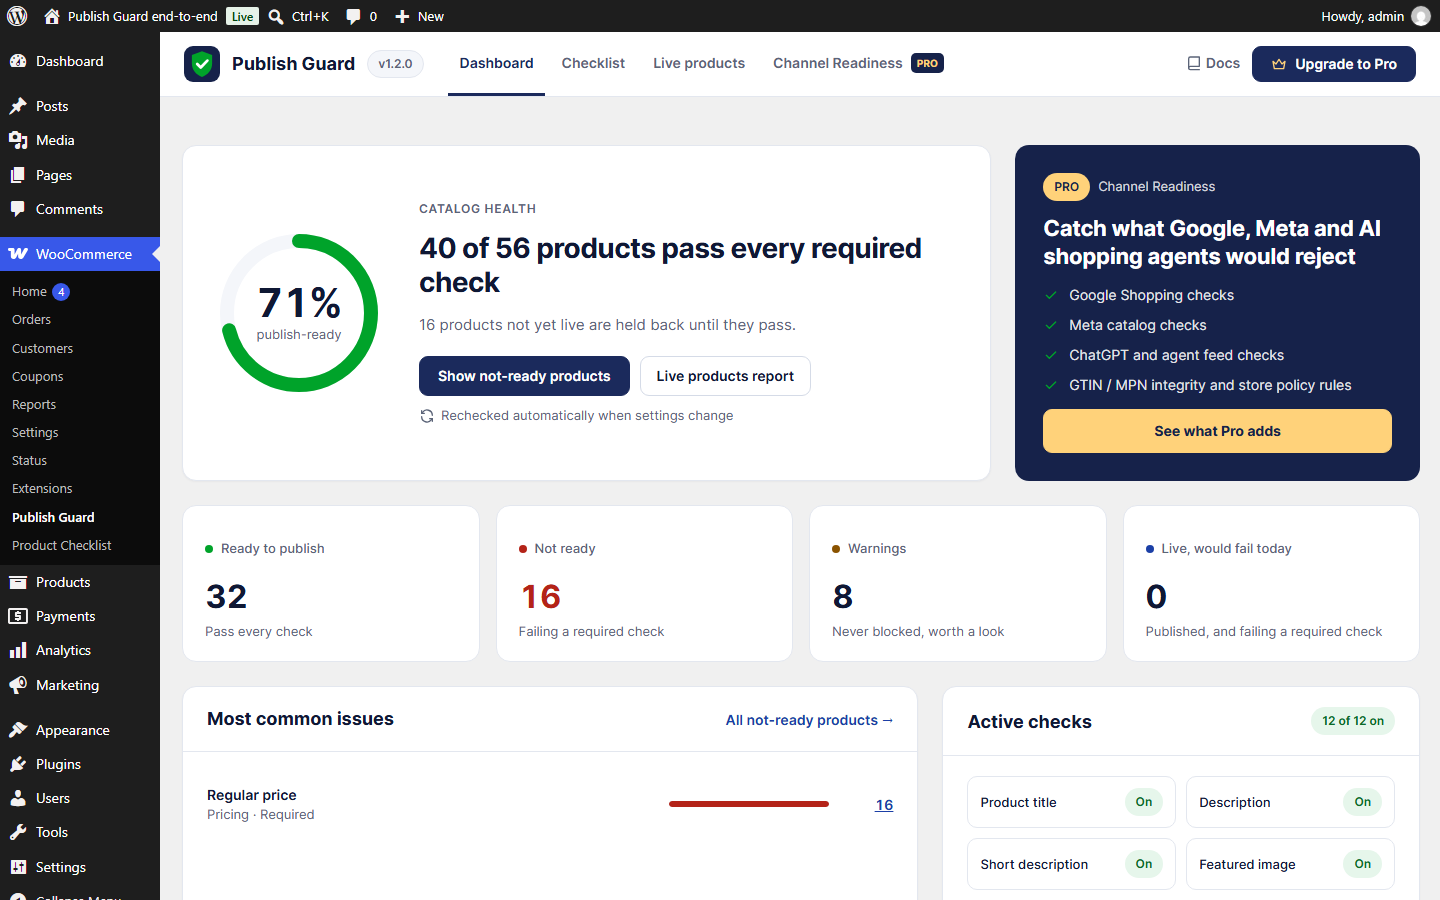 Publish Guard end-to-end
Live
Ctrl+K
0
New
Howdy, admin
Dashboard
Posts
Media
Pages
Comments
WooCommerce
Home 4
Orders
Customers
Coupons
Reports
Settings
Status
Extensions
Publish Guard
Product Checklist
Products
Payments
Analytics
Marketing
Appearance
Plugins
Users
Tools
Settings
Collapse Menu
Publish Guard
v1.2.0
Dashboard
Checklist
Live products
Channel Readiness PRO
Docs
Upgrade to Pro
71%
publish-ready
CATALOG HEALTH
40 of 56 products pass every required
check
16 products not yet live are held back until they pass.
Show not-ready products
Live products report
Rechecked automatically when settings change
PRO Channel Readiness
Catch what Google, Meta and AI
shopping agents would reject
Google Shopping checks
Meta catalog checks
ChatGPT and agent feed checks
GTIN / MPN integrity and store policy rules
See what Pro adds
Ready to publish
32
Pass every check
Not ready
16
Failing a required check
Warnings
8
Never blocked, worth a look
Live, would fail today
0
Published, and failing a required check
Most common issues
All not-ready products →
Regular price
Pricing · Required
16
Active checks
12 of 12 on
Product title On
Description On
Short description On
Featured image On